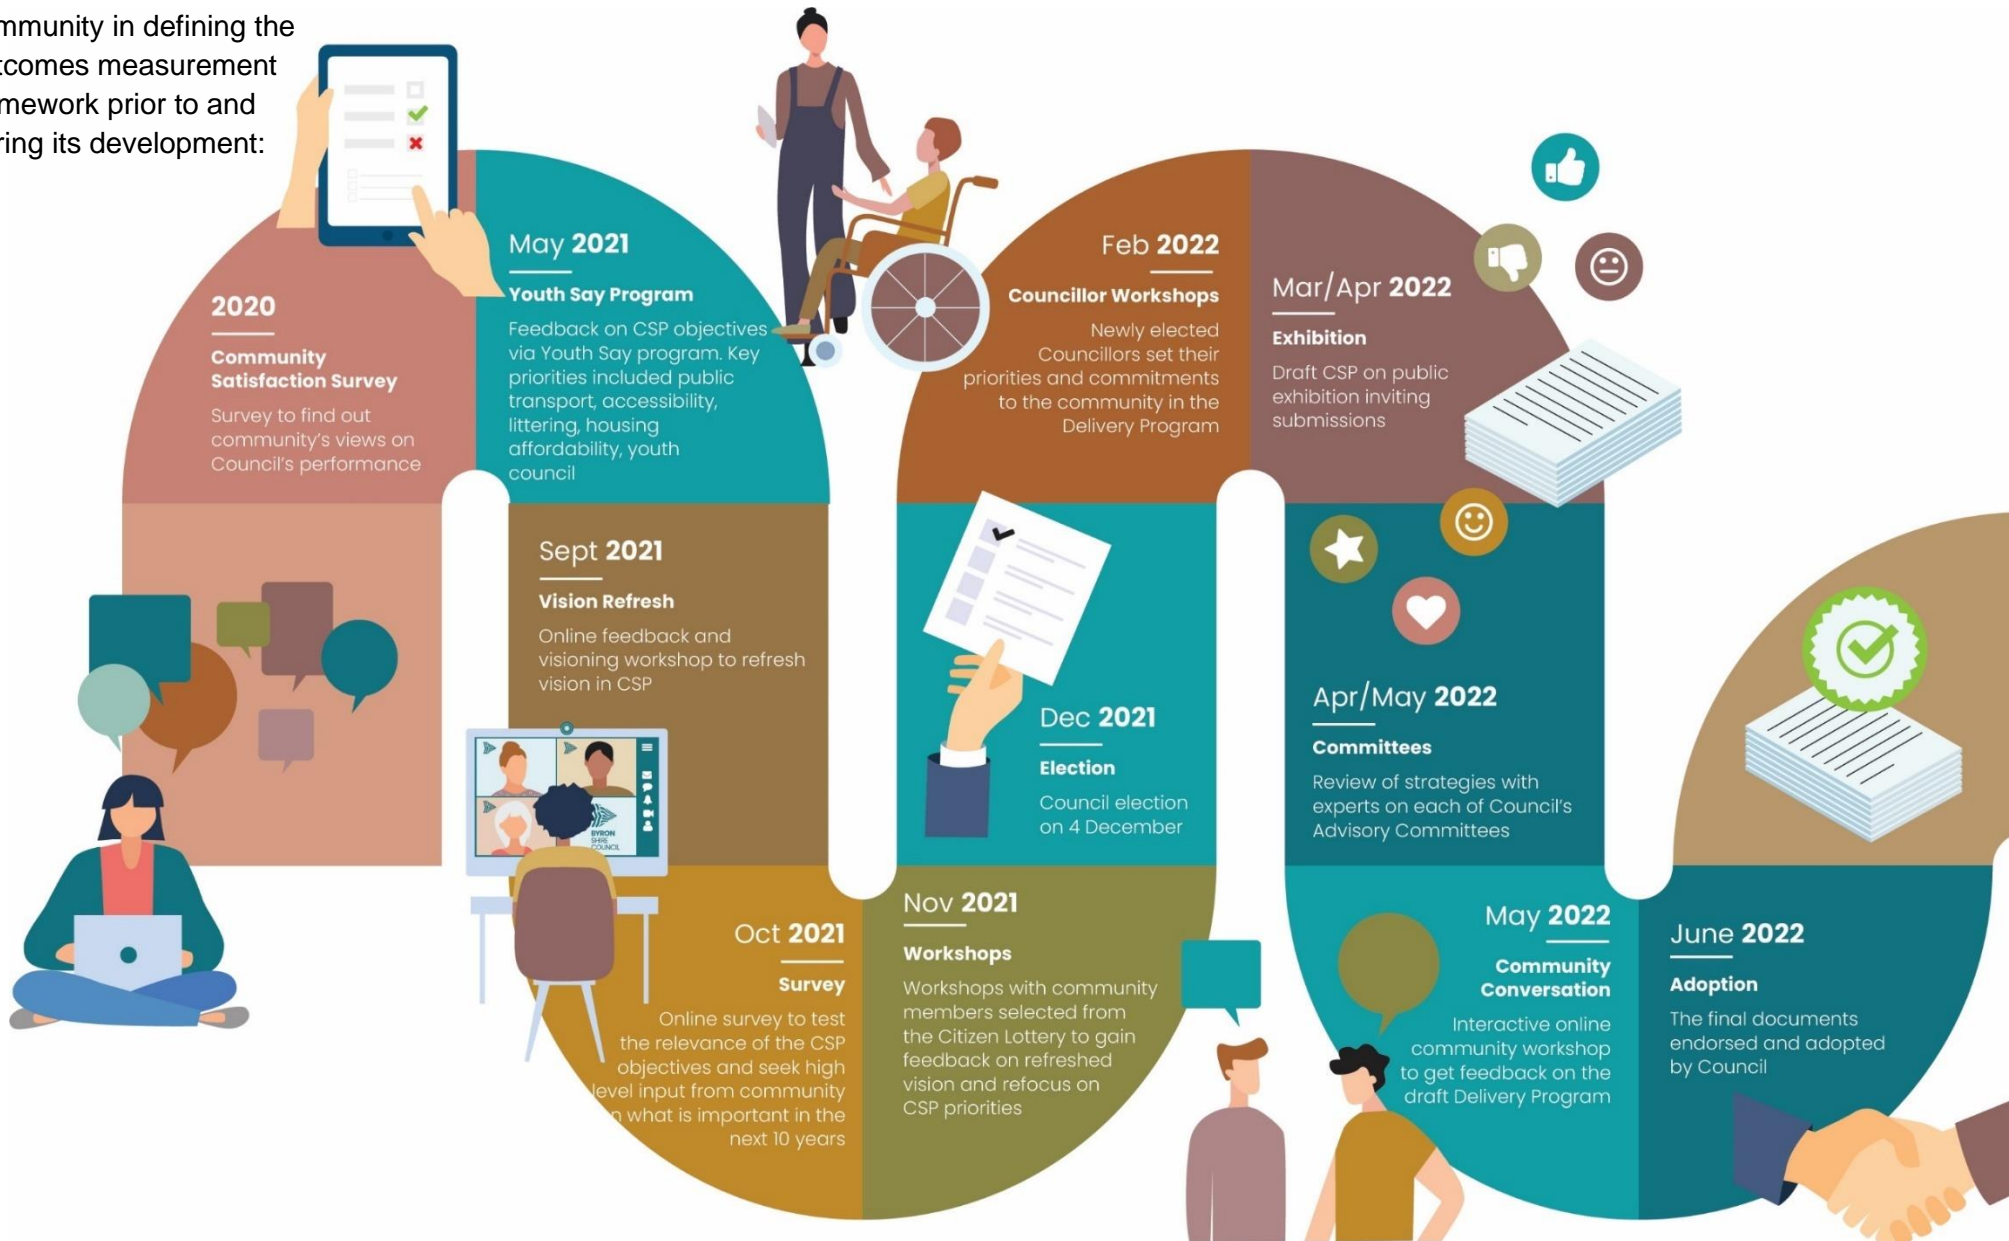 mmunity in defining the
tcomes measurement
mework prior to and
ring its development:
2020
Community
Satisfaction Survey
Survey to find out
community's views on
Council's performance
May 2021
Youth Say Program
Feedback on CSP objectives
via Youth Say program. Key
priorities included public
transport, accessibility,
littering, housing
affordability, youth
council
Sept 2021
Vision Refresh
Online feedback and
visioning workshop to refresh
vision in CSP
BYRON
SHIRE
COUNCIL
Oct 2021
Survey
Online survey to test
the relevance of the CSP
objectives and seek high
level input from community
n what is important in the
next 10 years
Nov 2021
Workshops
Workshops with community
members selected from
the Citizen Lottery to gain
feedback on refreshed
vision and refocus on
CSP priorities
Dec 2021
Election
Council election
on 4 December
Feb 2022
Councillor Workshops
Newly elected
Councillors set their
priorities and commitments
to the community in the
Delivery Program
Mar/Apr 2022
Exhibition
Draft CSP on public
exhibition inviting
submissions
Apr/May 2022
Committees
Review of strategies with
experts on each of Council's
Advisory Committees
May 2022
Community
Conversation
Interactive online
community workshop
to get feedback on the
draft Delivery Program
June 2022
Adoption
The final documents
endorsed and adopted
by Council